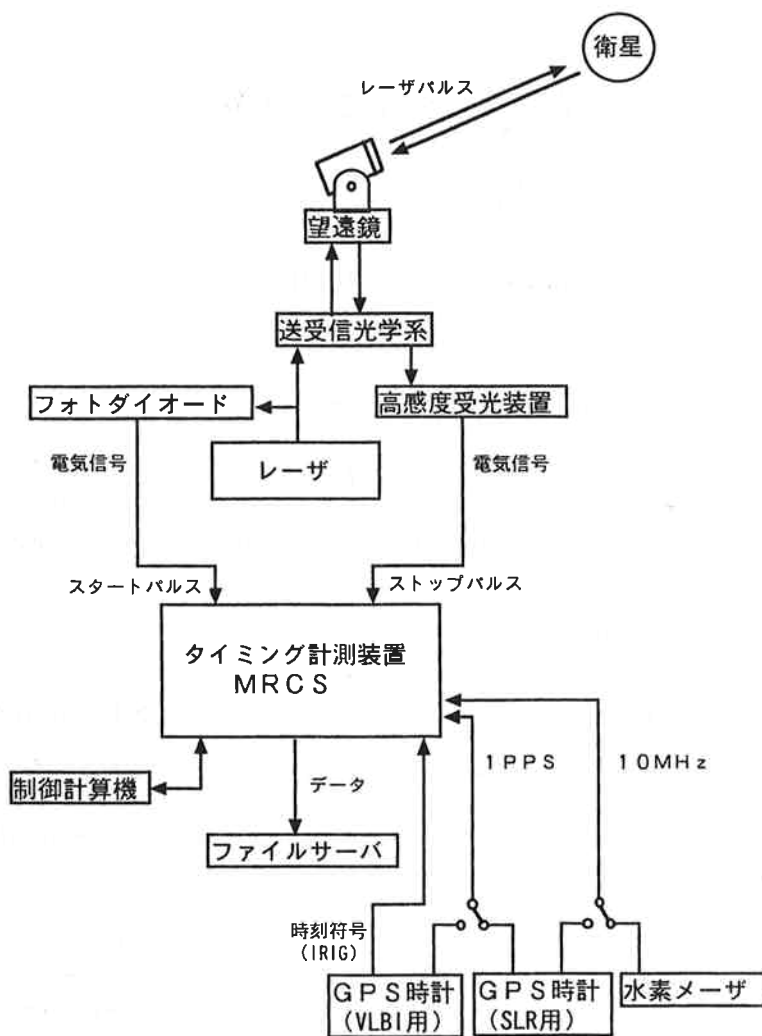 衛星
レーザパルス
望遠鏡
送受信光学系
フォトダイオード
高感度受光装置
電気信号
レーザ
電気信号
スタートパルス
ストップパルス
タイミング計測装置
MRCS
1PPS
10MHz
制御計算機
データ
ファイルサーバ
時刻符号
(IRIG)
GPS時計
(VLBI用)
GPS時計
(SLR用)
水素メーザ